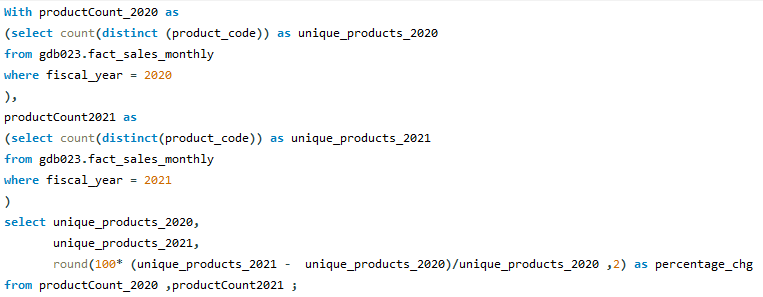 With productCount_2020 as
(select count(distinct (product_code)) as unique_products_2020
from gdb023.fact_sales_monthly
where fiscal_year = 2020
),
productCount2021 as
(select count(distinct(product_code)) as unique_products_2021
from gdb023.fact_sales_monthly
where fiscal_year = 2021
)
select unique_products_2020,
       unique_products_2021,
       round(100* (unique_products_2021 -  unique_products_2020)/unique_products_2020 ,2) as percentage_chg
from productCount_2020 ,productCount2021 ;